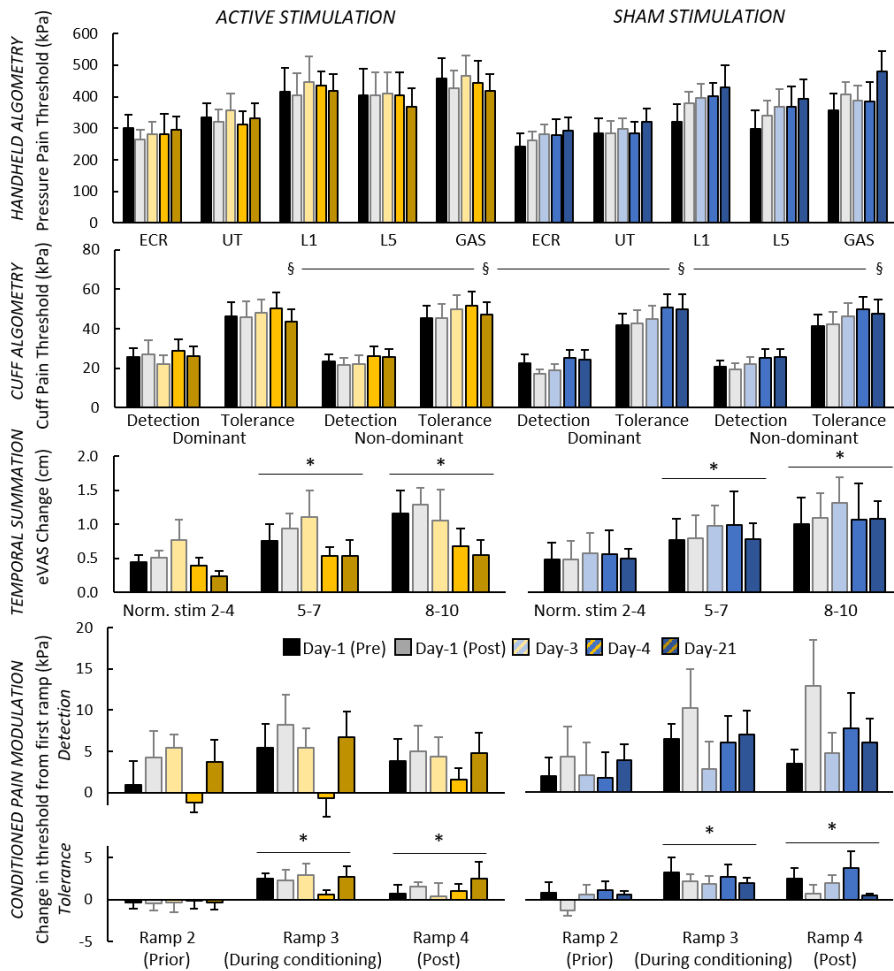 ACTIVE STIMULATION
SHAM STIMULATION
HANDHELD ALGOMETRY
Pressure Pain Threshold (kPa)
600
500
400
300
200
100
0
ECR UT L1 L5 GAS ECR UT L1 L5 GAS
CUFF ALGOMETRY
Cuff Pain Threshold (kPa)
80
60
40
20
0
§ § § §
Detection Tolerance Detection Tolerance Detection Tolerance Detection Tolerance
Dominant Non-dominant Dominant Non-dominant
TEMPORAL SUMMATION
eVAS Change (cm)
2.0
1.5
1.0
0.5
0.0
* * * *
Norm. stim 2-4 5-7 8-10 Norm. stim 2-4 5-7 8-10
CONDITIONED PAIN MODULATION
Change in threshold from first ramp (kPa)
Detection
Tolerance
Day-1 (Pre) Day-1 (Post) Day-3 Day-4 Day-21
20
15
10
5
0
5
0
-5
* * * *
Ramp 2 Ramp 3 Ramp 4 Ramp 2 Ramp 3 Ramp 4
(Prior) (During conditioning) (Post) (Prior) (During conditioning) (Post)